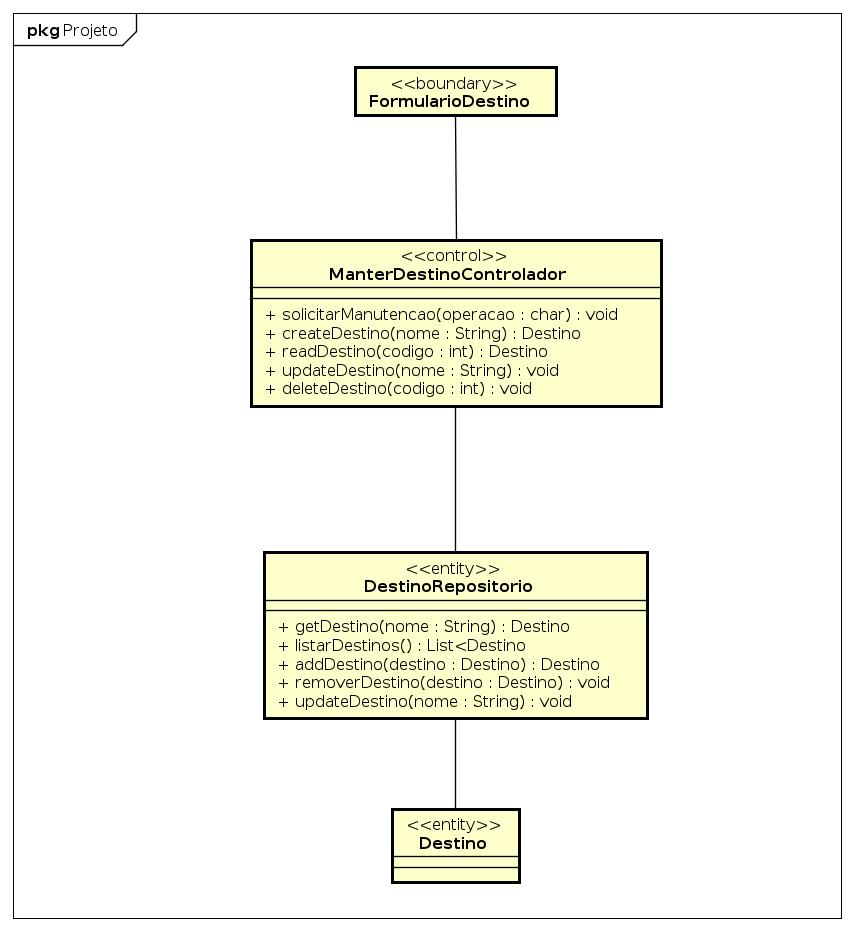 pkg Projeto
<<boundary>>
FormularioDestino
<<control>>
ManterDestinoControlador
+ solicitarManutencao(operacao : char) : void
+ createDestino(nome : String) : Destino
+ readDestino(codigo : int) : Destino
+ updateDestino(nome : String) : void
+ deleteDestino(codigo : int) : void
<<entity>>
DestinoRepositorio
+ getDestino(nome : String) : Destino
+ listarDestinos() : List<Destino
+ addDestino(destino : Destino) : Destino
+ removerDestino(destino : Destino) : void
+ updateDestino(nome : String) : void
<<entity>>
Destino